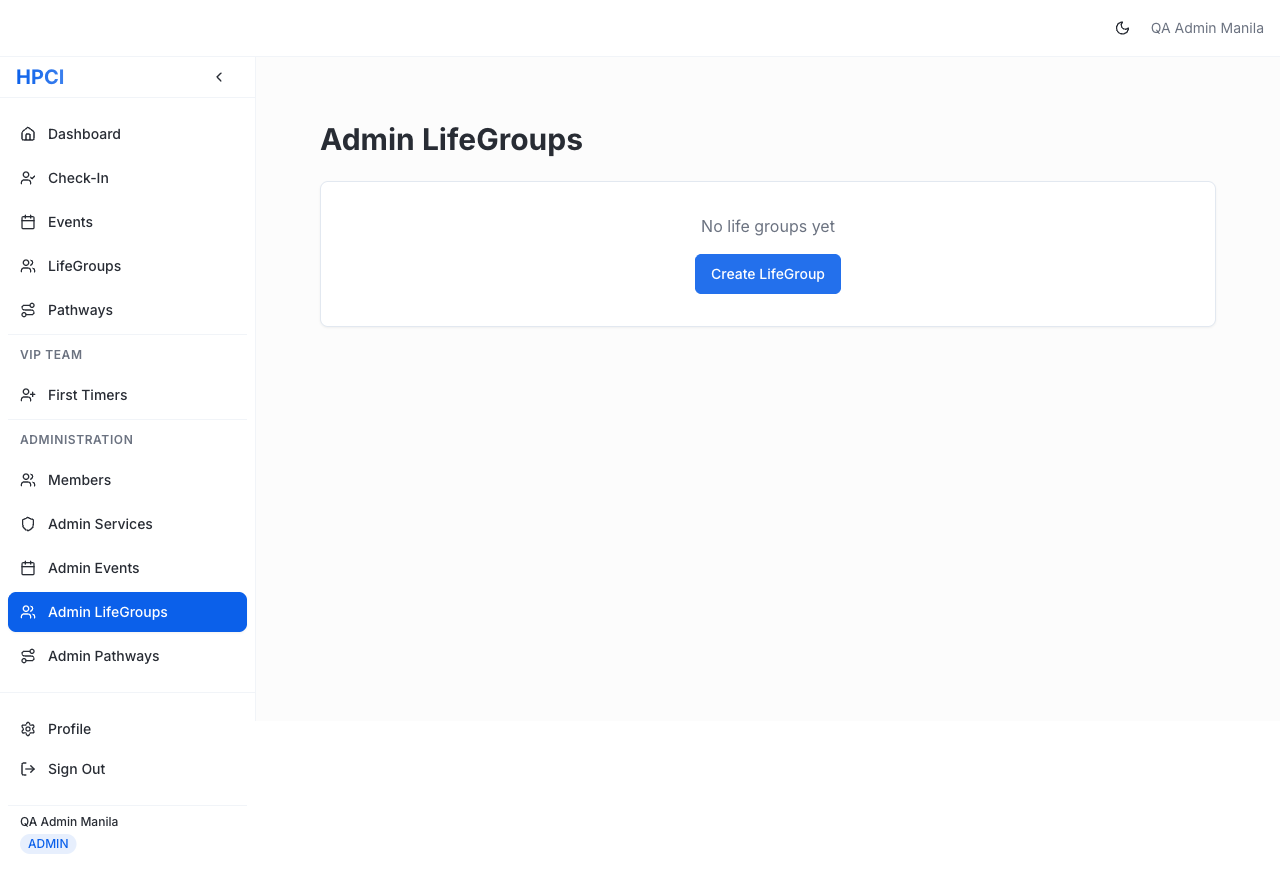 QA Admin Manila
HPCI
Dashboard
Check-In
Events
LifeGroups
Pathways
VIP TEAM
First Timers
ADMINISTRATION
Members
Admin Services
Admin Events
Admin LifeGroups
Admin Pathways
Profile
Sign Out
QA Admin Manila
ADMIN
Admin LifeGroups
No life groups yet
Create LifeGroup